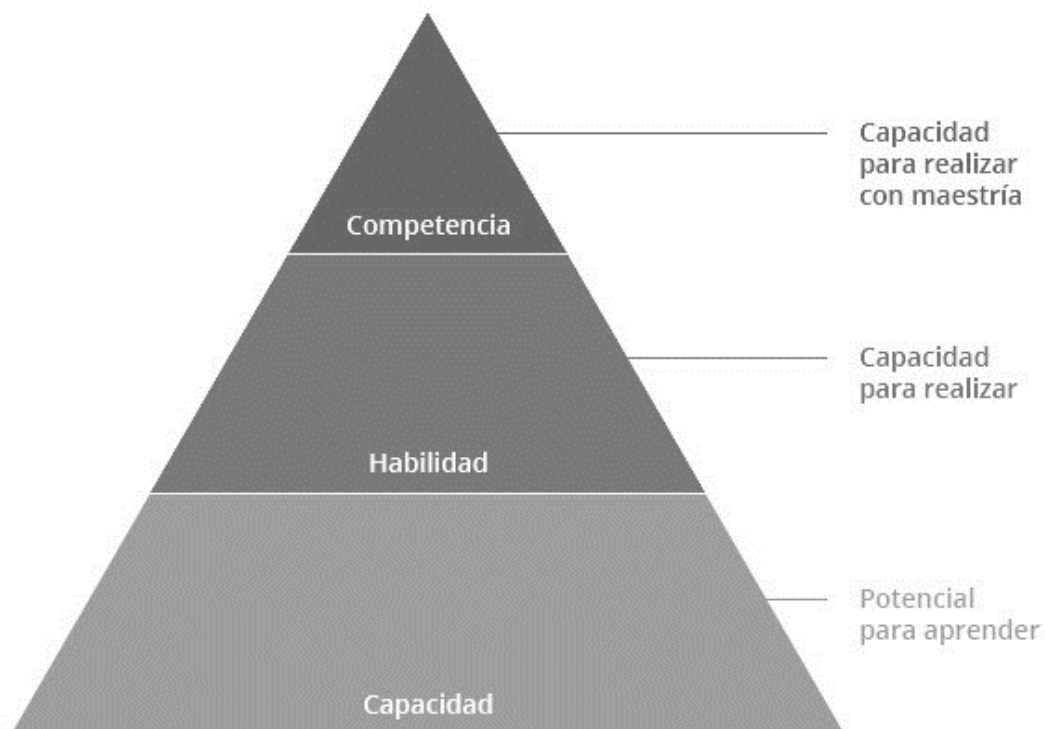 Competencia
Capacidad
para realizar
con maestría
Habilidad
Capacidad
para realizar
Capacidad
Potencial
para aprender